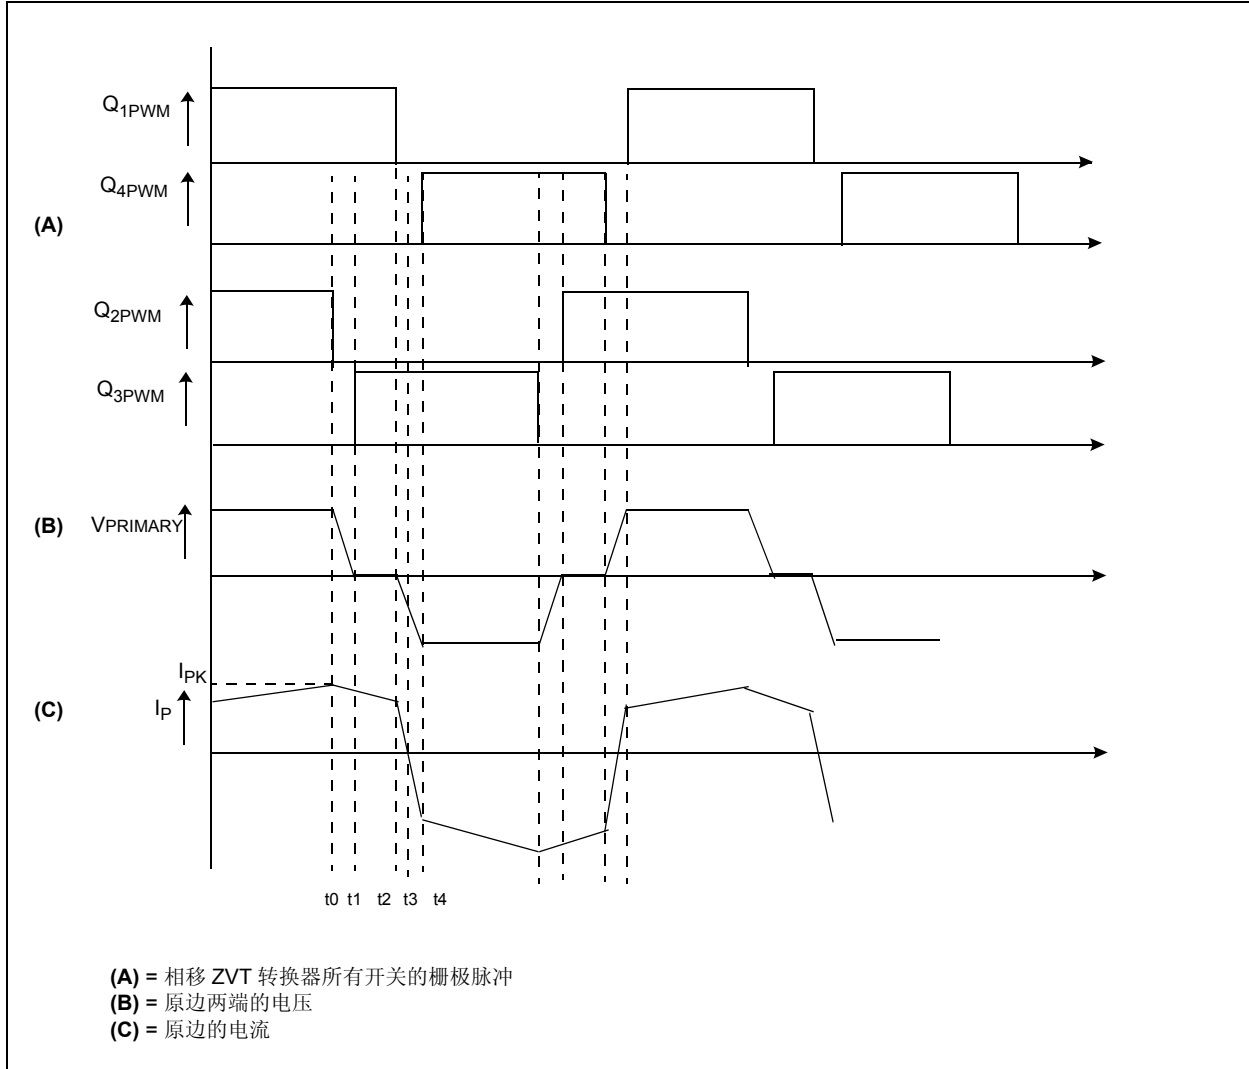 Q1PWM
Q4PWM
(A)
Q2PWM
Q3PWM
(B) VPRIMARY
IPK
(C) IP
t0 t1 t2 t3 t4
(A) = 相移 ZVT 转换器所有开关的栅极脉冲
(B) = 原边两端的电压
(C) = 原边的电流